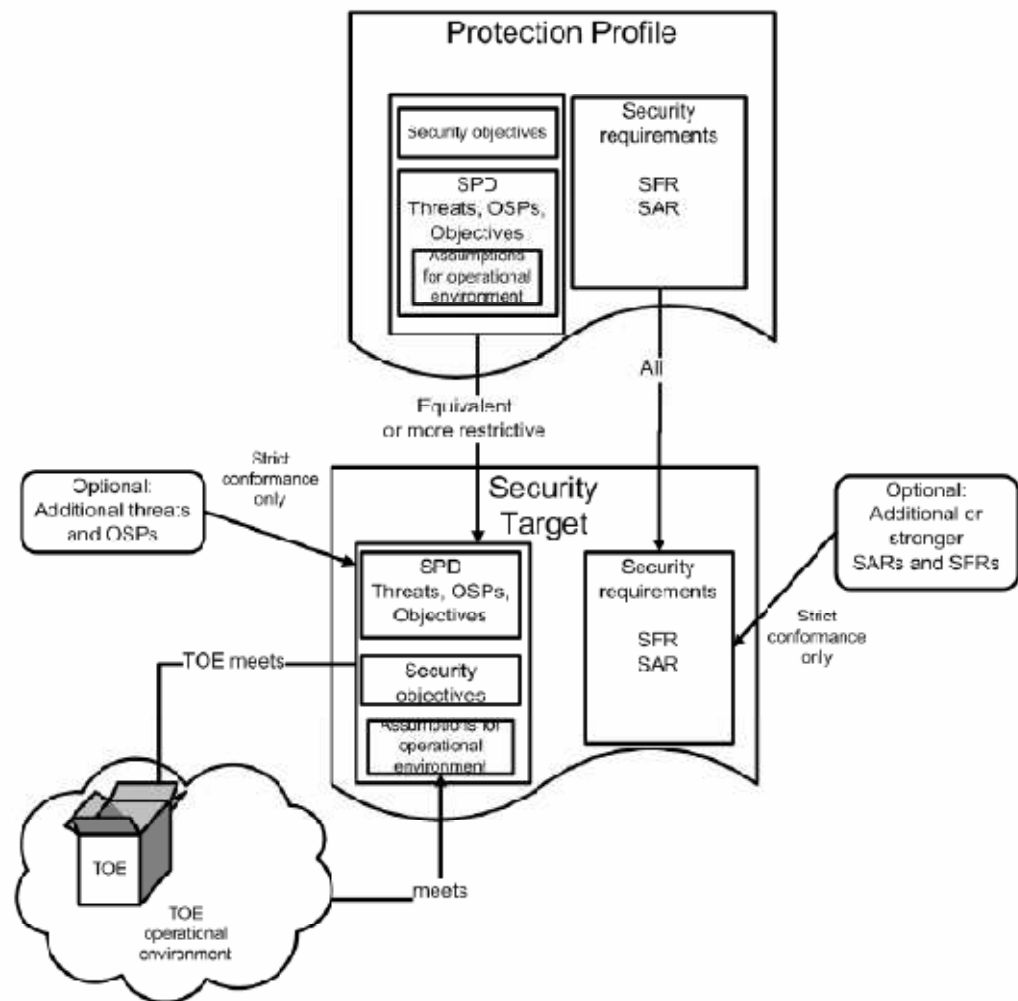 Protection Profile
Security objectives
SPD
Threats, OSPs,
Objectives
Assumptions
for operational
environment
Security
requirements
SFR
SAR
All
Equivalent
or more restrictive
Strict
conformance
only
Optional:
Additional threats
and OSPs
Security
Target
Optional:
Additional or
stronger
SARs and SFRs
SPD
Threats, OSPs,
Objectives
Security
requirements
SFR
SAR
Strict
conformance
only
TOE meets
Security
objectives
Assumptions for
operational
environment
TOE
meets
TOE
operational
environment